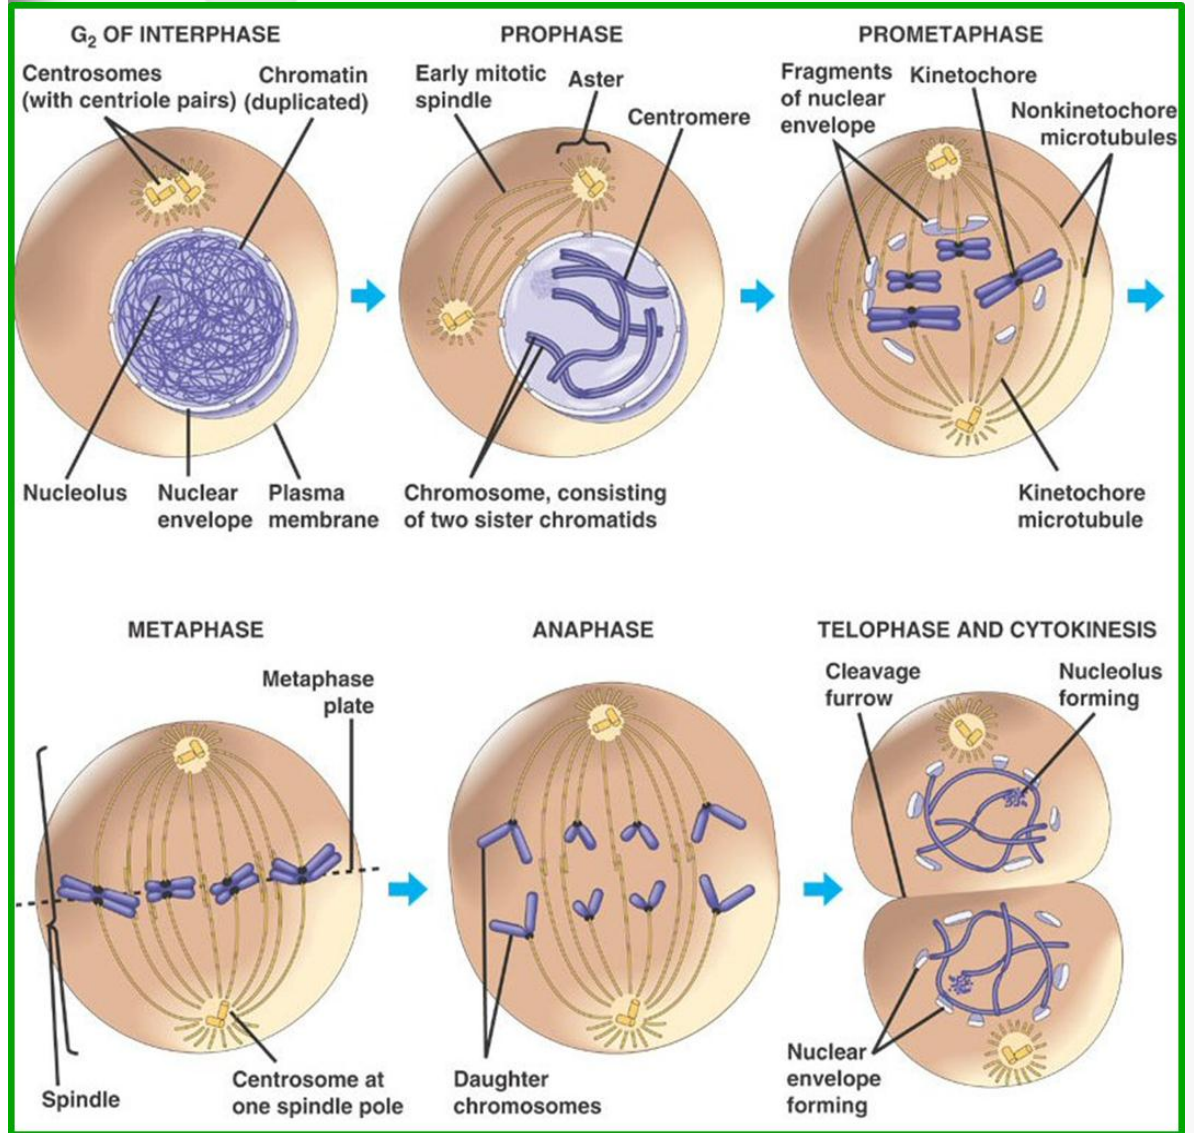 G₂ OF INTERPHASE
Centrosomes
(with centriole pairs)
Chromatin
(duplicated)
Nucleolus
Nuclear
envelope
Plasma
membrane
PROPHASE
Early mitotic
spindle
Aster
Centromere
Chromosome, consisting
of two sister chromatids
PROMETAPHASE
Fragments
of nuclear
envelope
Kinetochore
Nonkinetochore
microtubules
Kinetochore
microtubule
METAPHASE
Metaphase
plate
Spindle
Centrosome at
one spindle pole
ANAPHASE
Daughter
chromosomes
TELOPHASE AND CYTOKINESIS
Cleavage
furrow
Nucleolus
forming
Nuclear
envelope
forming